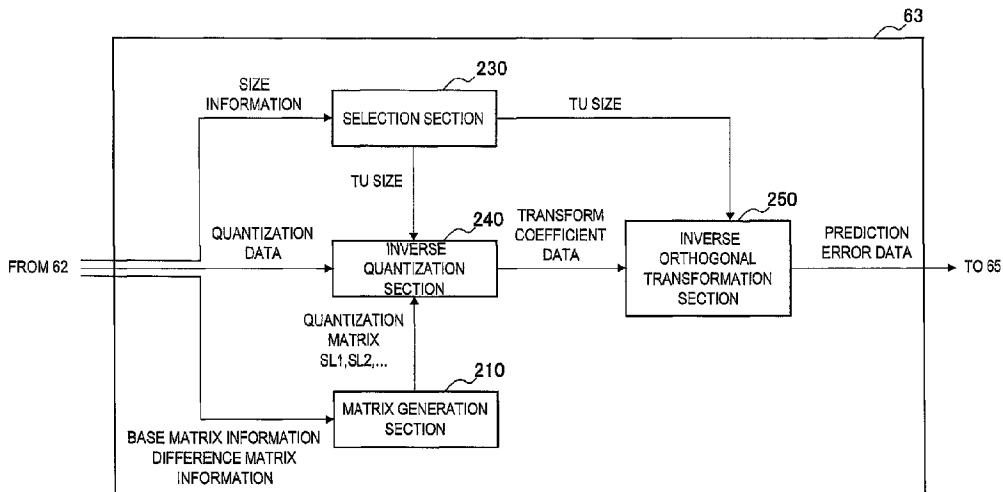 63
230
SIZE
INFORMATION
SELECTION SECTION
TU SIZE
TU SIZE
250
240
QUANTIZATION
DATA
TRANSFORM
COEFFICIENT
DATA
FROM 62
INVERSE
QUANTIZATION
SECTION
INVERSE
ORTHOGONAL
TRANSFORMATION
SECTION
PREDICTION
ERROR DATA
TO 65
QUANTIZATION
MATRIX
SL1,SL2,...
210
MATRIX GENERATION
SECTION
BASE MATRIX INFORMATION
DIFFERENCE MATRIX
INFORMATION